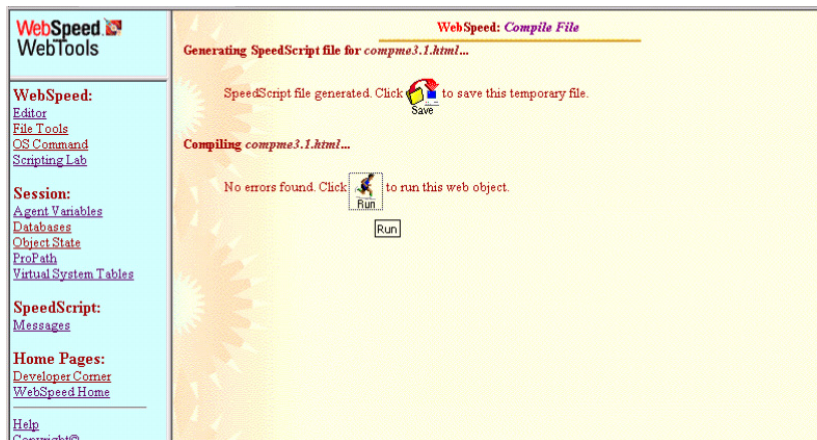 WebSpeed
WebTools
WebSpeed:
Editor
File Tools
OS Command
Scripting Lab
Session:
Agent Variables
Databases
Object State
ProPath
Virtual System Tables
SpeedScript:
Messages
Home Pages:
Developer Corner
WebSpeed Home
Help
Copyright©
WebSpeed: Compile File
Generating SpeedScript file for compme3.1.html...
SpeedScript file generated. Click Save to save this temporary file.
Compiling compme3.1.html...
No errors found. Click Run to run this web object.
Run